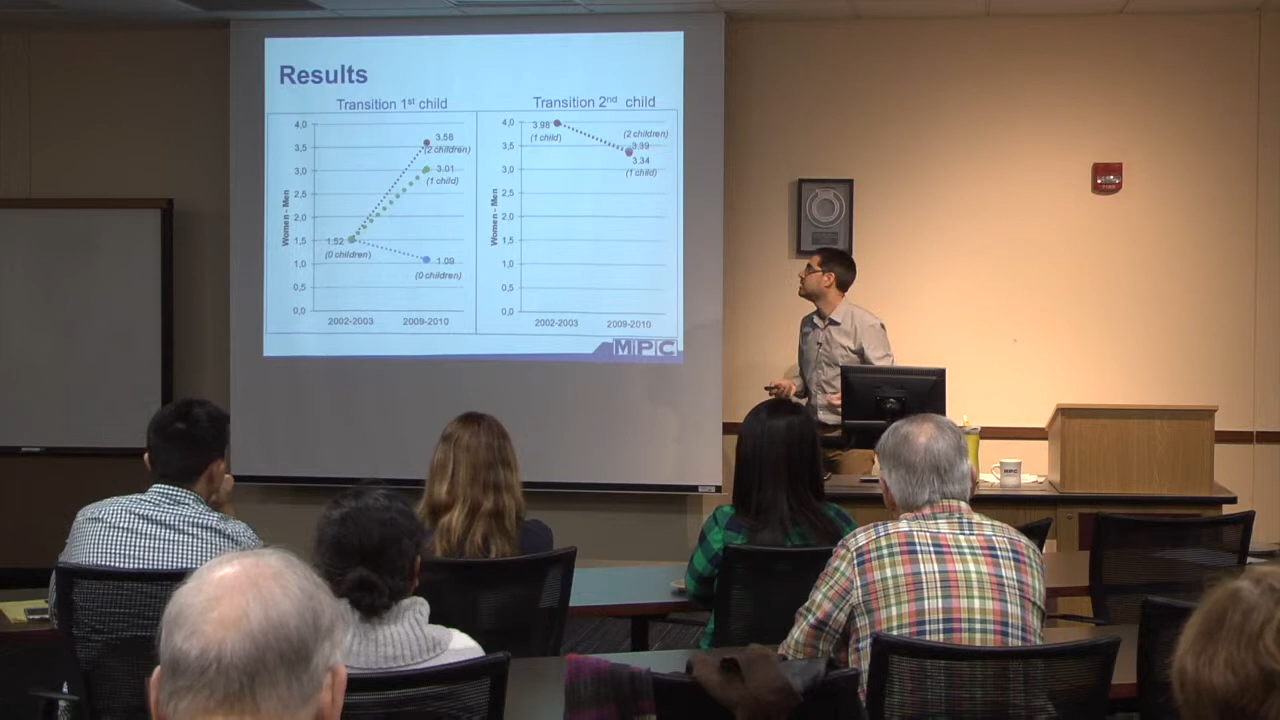 Results
Transition 1st child
4,0
3,5
3,0
2,5
2,0
1,5
1,0
0,5
0,0
Women - Men
3.58
(2 children)
3.01
(1 child)
1.52
(0 children)
1.09
(0 children)
2002-2003 2009-2010
Transition 2nd child
4,0
3,5
3,0
2,5
2,0
1,5
1,0
0,5
0,0
Women - Men
3.98
(1 child)
(2 children)
3.39
3.34
(1 child)
2002-2003 2009-2010
MPC
FIRE
MPC